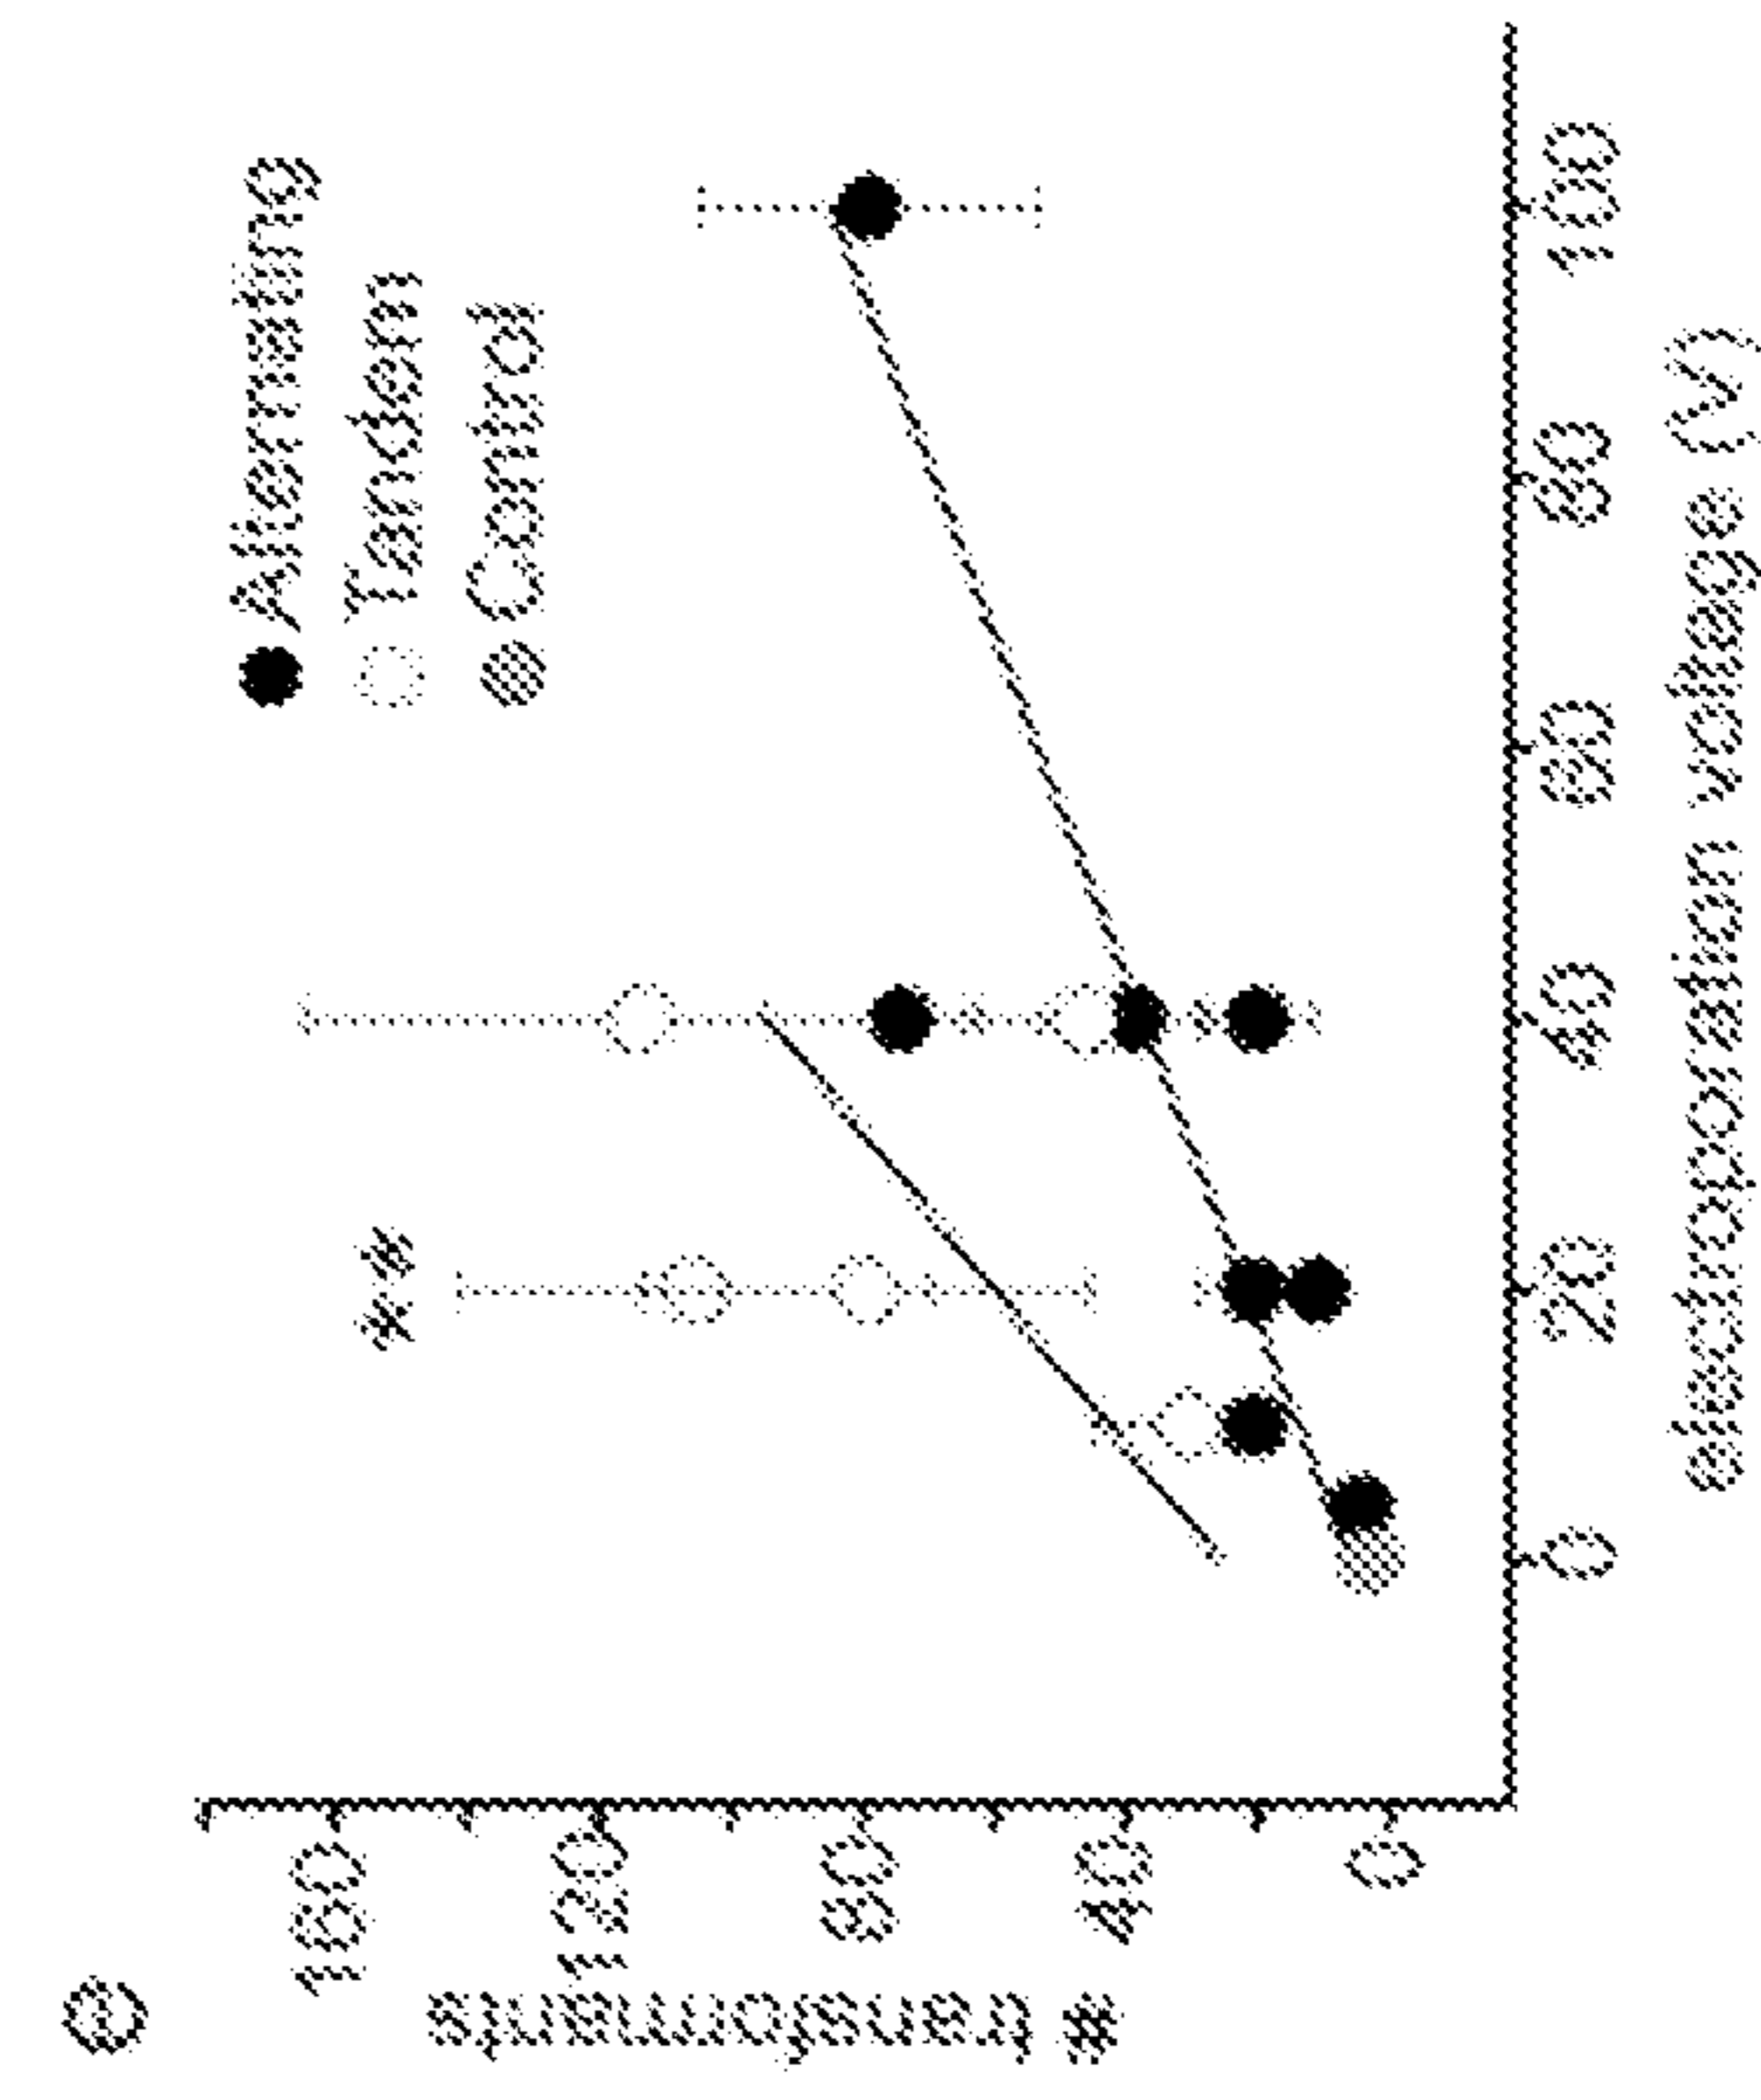 e
**
Alternating
Tandem
Control
160
120
80
40
0
# transformants
0 20 40 60 80 100
electroporation voltage (V)